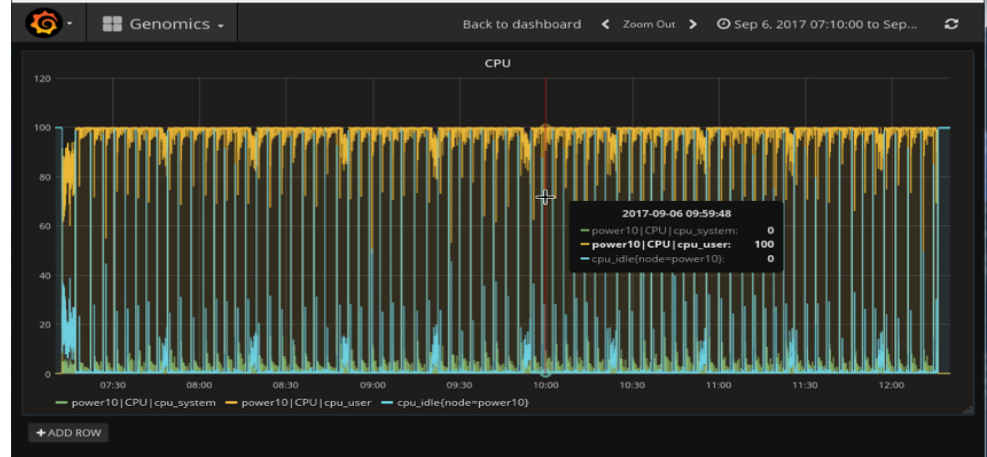 Genomics
Back to dashboard Zoom Out Sep 6, 2017 07:10:00 to Sep...
CPU
120
100
80
60
40
20
0
2017-09-06 09:59:48
power10|CPU|cpu_system: 0
power10|CPU|cpu_user: 100
cpu_idle{node=power10}: 0
07:30 08:00 08:30 09:00 09:30 10:00 10:30 11:00 11:30 12:00
power10|CPU|cpu_system power10|CPU|cpu_user cpu_idle{node=power10}
+ ADD ROW